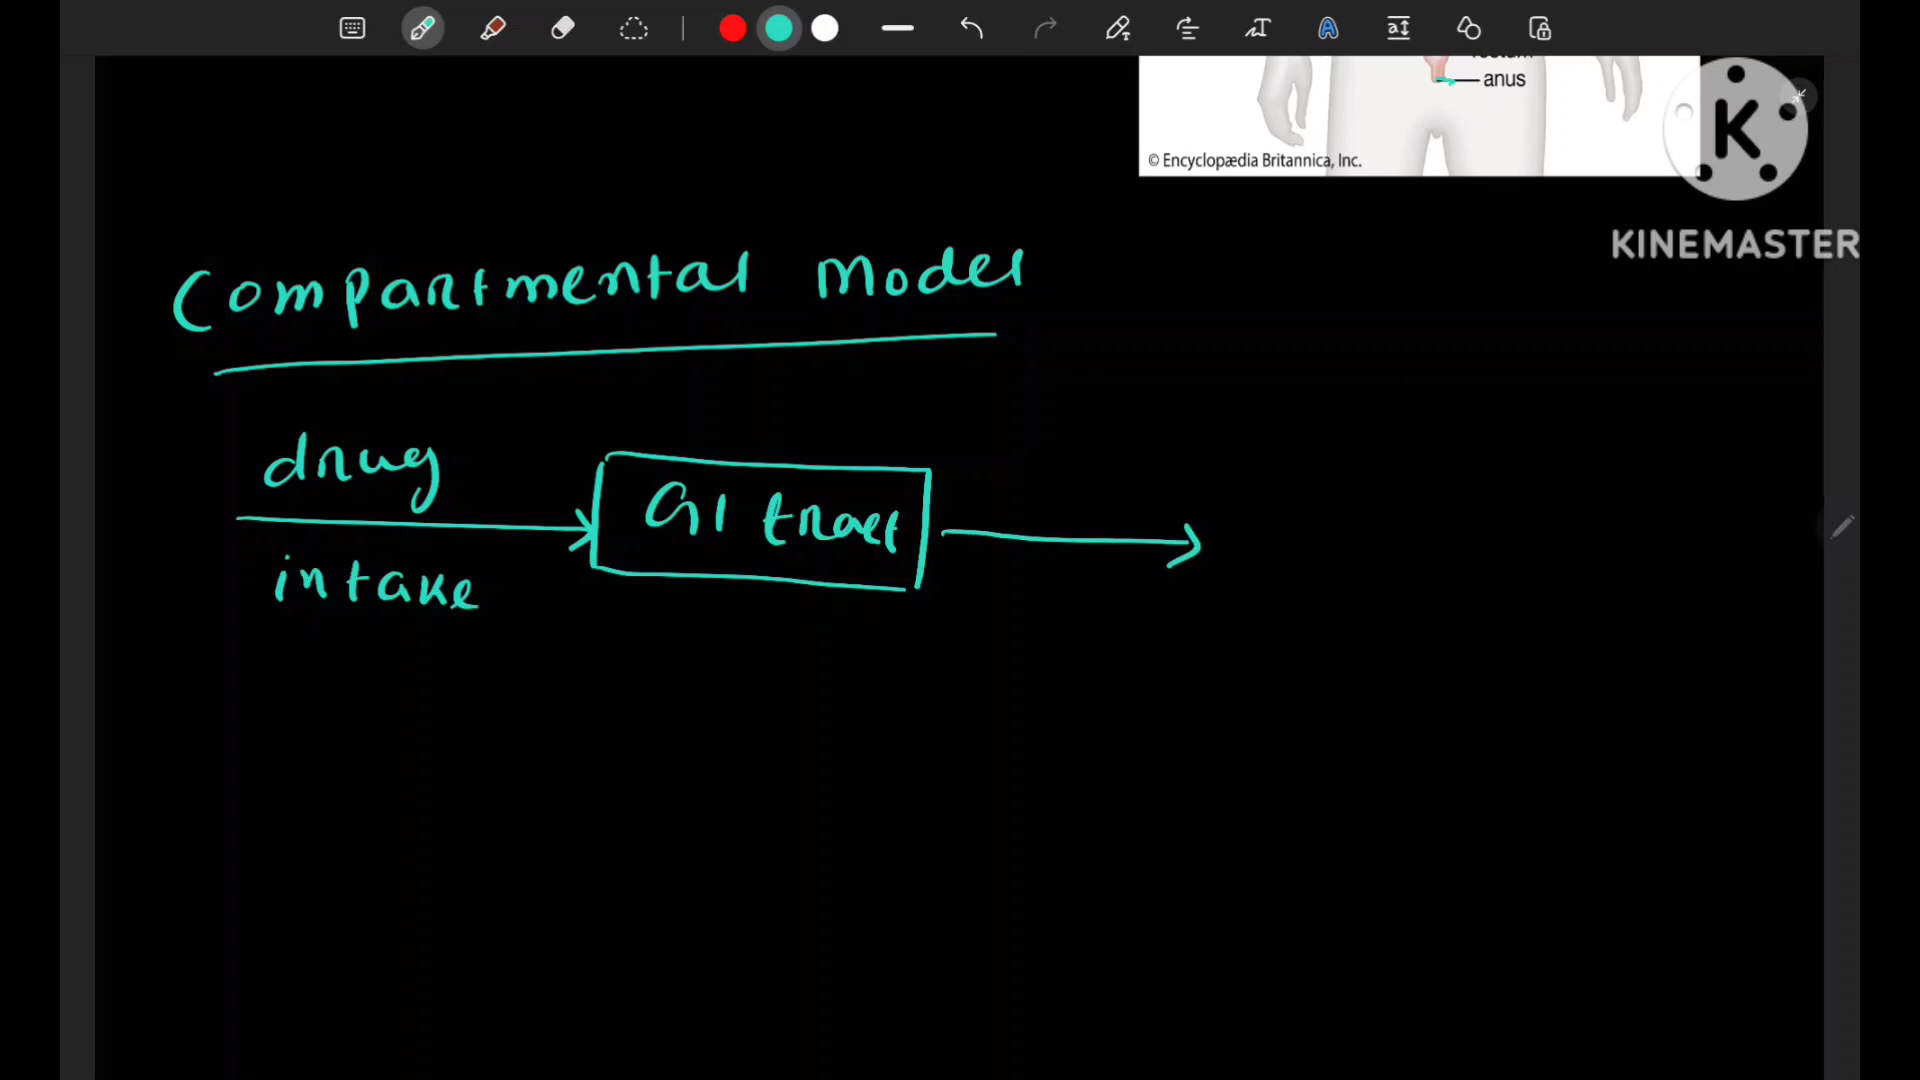 anus
© Encyclopædia Britannica, Inc.
K
KINEMASTER
Compartmental Model
drug
intake
GI tract